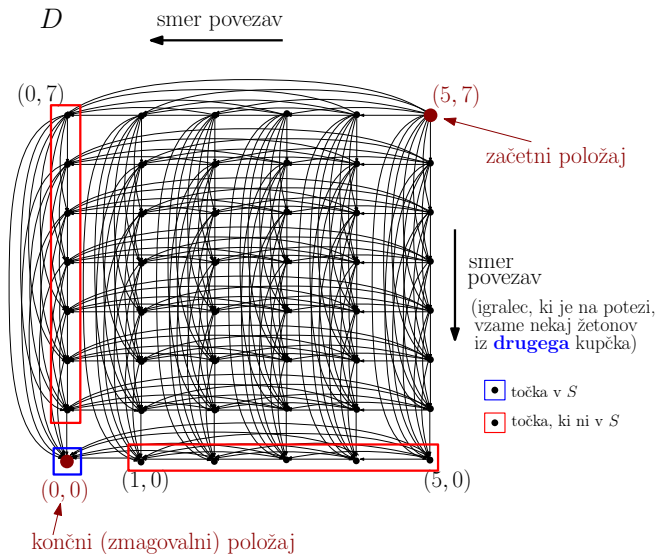 D
smer povezav
(0, 7)
(5, 7)
začetni položaj
smer
povezav
(igralec, ki je na potezi,
vzame nekaj žetonov
iz drugega kupčka)
točka v S
točka, ki ni v S
(0, 0)
(1, 0)
(5, 0)
končni (zmagovalni) položaj